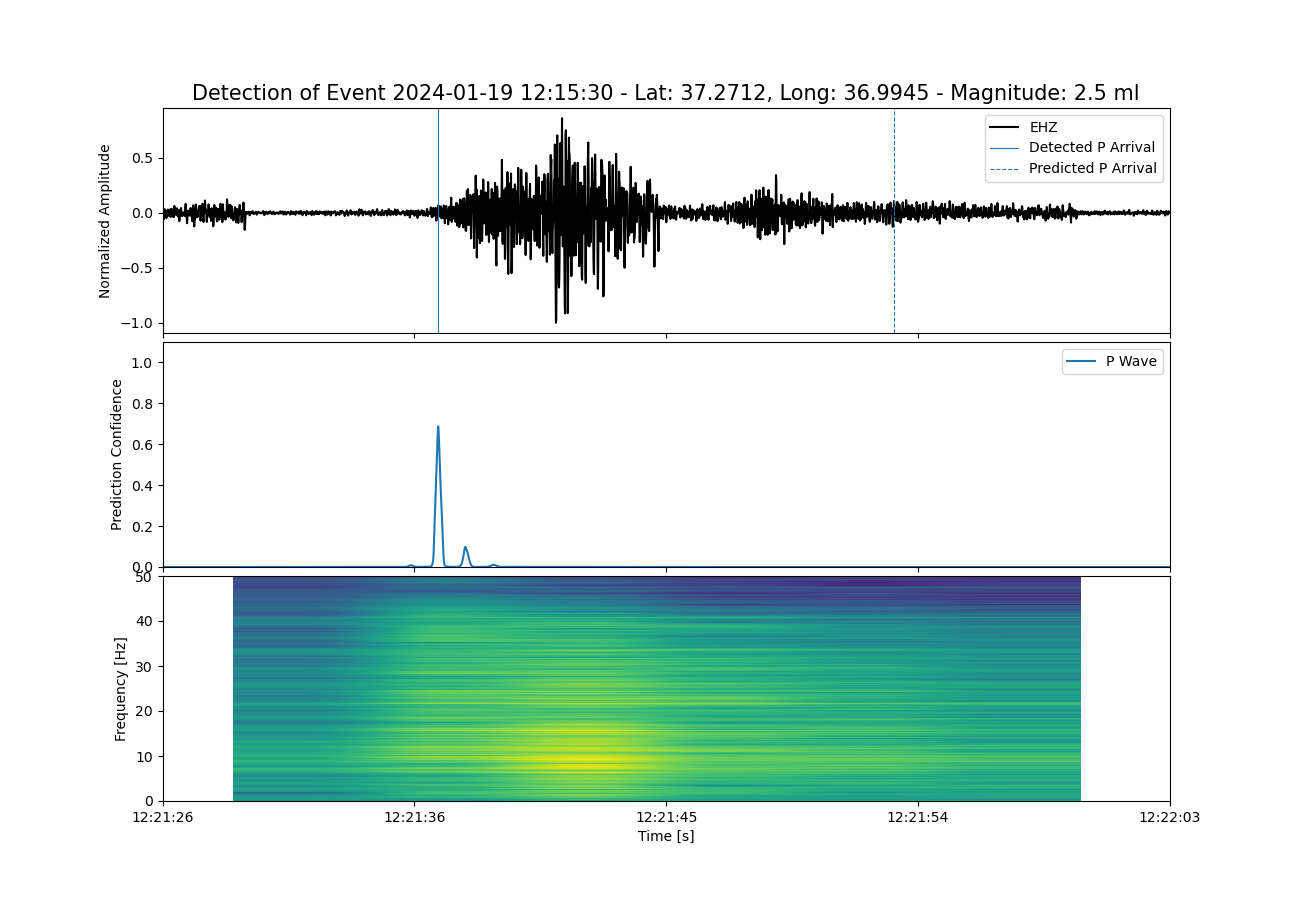 Detection of Event 2024-01-19 12:15:30 - Lat: 37.2712, Long: 36.9945 - Magnitude: 2.5 ml
Normalized Amplitude
0.5
0.0
−0.5
−1.0
EHZ
Detected P Arrival
Predicted P Arrival
Prediction Confidence
1.0
0.8
0.6
0.4
0.2
0.0
P Wave
Frequency [Hz]
50
40
30
20
10
0
12:21:26 12:21:36 12:21:45 12:21:54 12:22:03
Time [s]